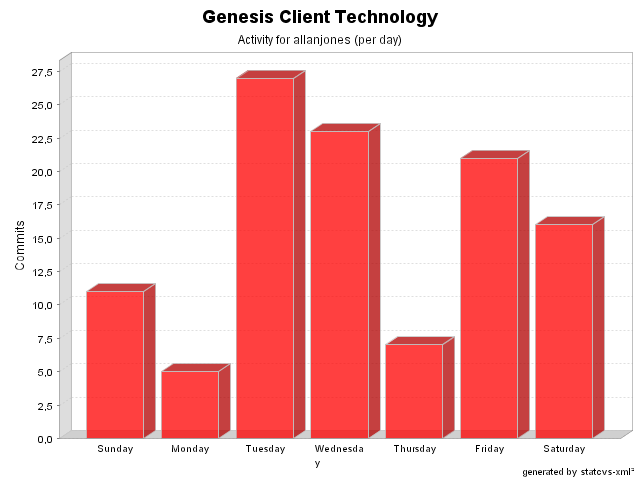 Genesis Client Technology
Activity for allanjones (per day)
27,5
25,0
22,5
20,0
17,5
15,0
12,5
10,0
7,5
5,0
2,5
0,0
Commits
Sunday Monday Tuesday Wednesda Thursday Friday Saturday
y
generated by statcvs-xml²